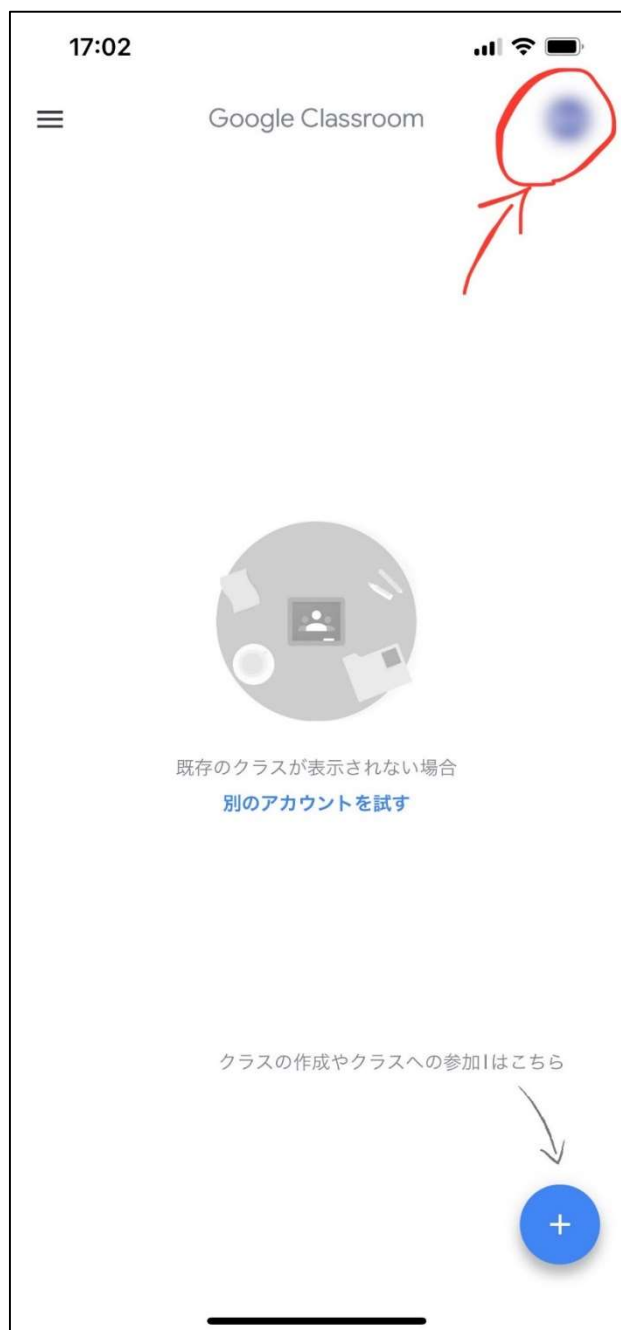 17:02
Google Classroom
既存のクラスが表示されない場合
別のアカウントを試す
クラスの作成やクラスへの参加|はこちら
+